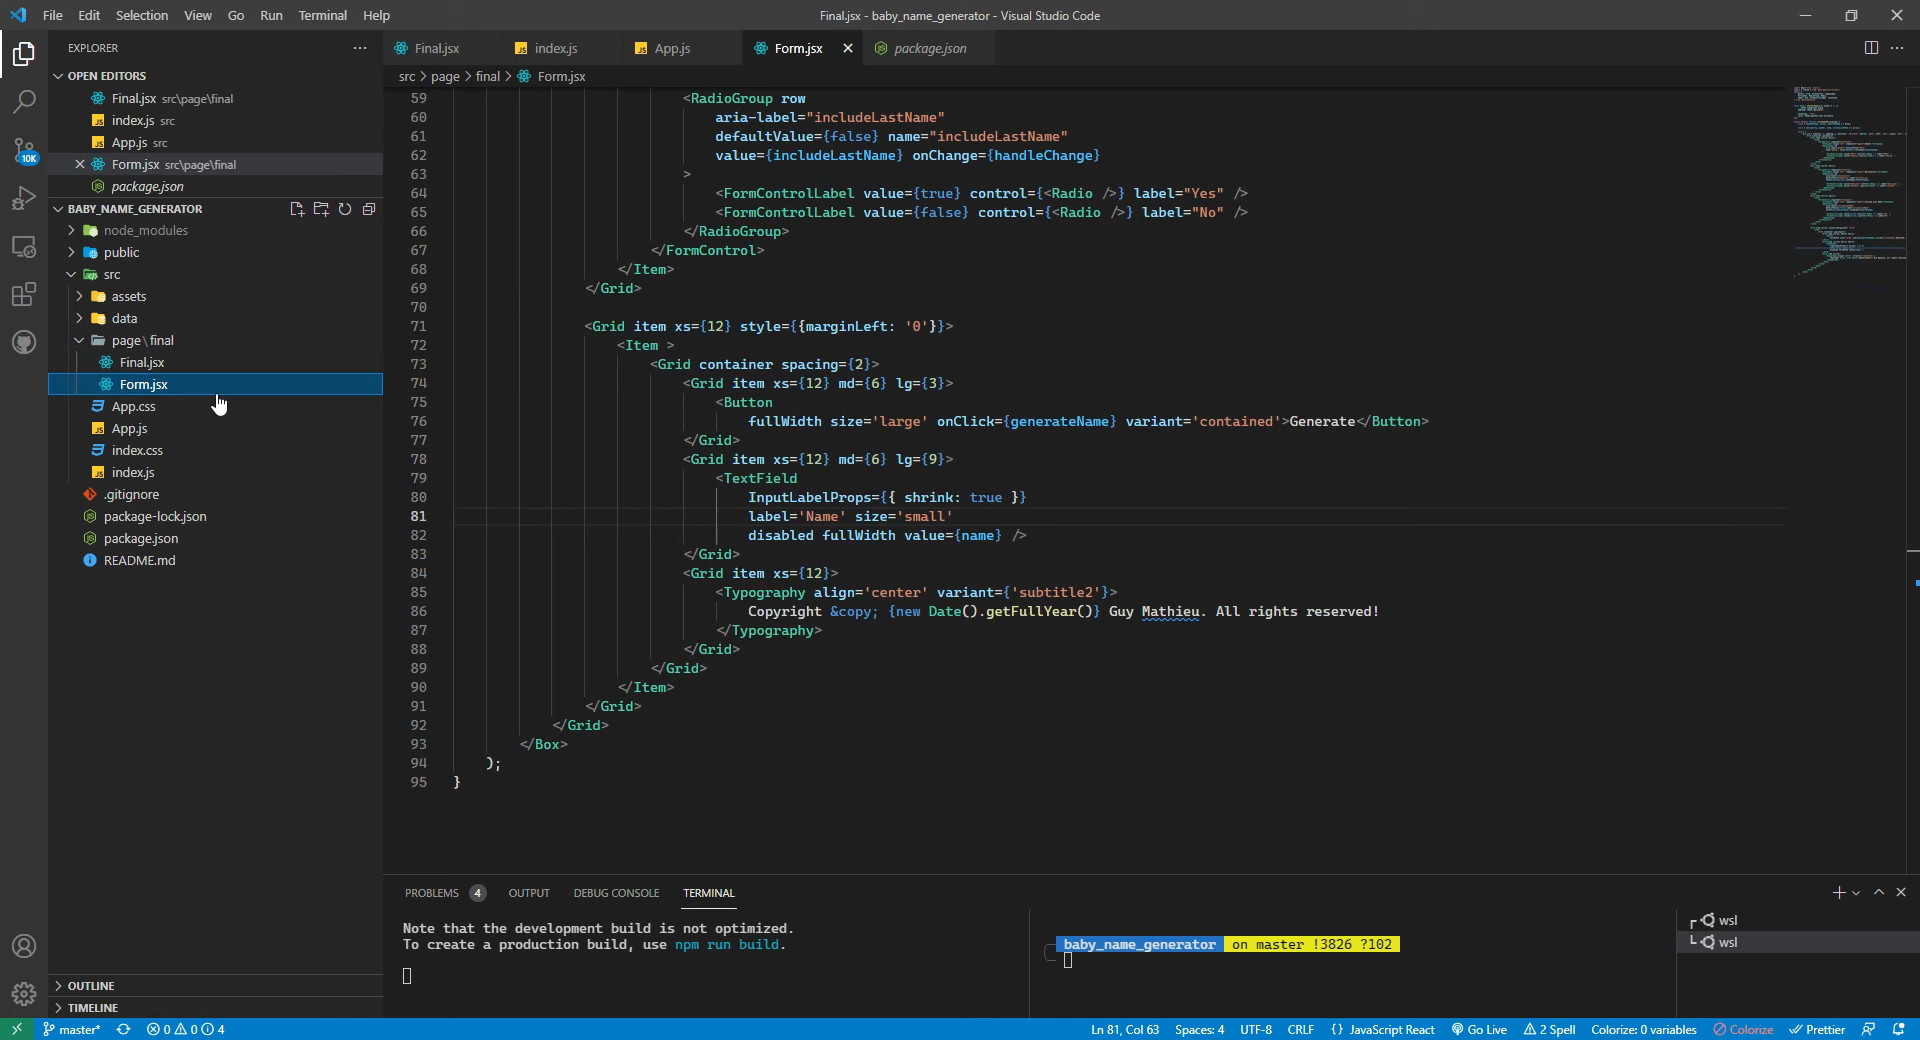 File Edit Selection View Go Run Terminal Help
Final.jsx - baby_name_generator - Visual Studio Code
EXPLORER
OPEN EDITORS
Final.jsx src\page\final
index.js src
App.js src
Form.jsx src\page\final
package.json
BABY_NAME_GENERATOR
node_modules
public
src
assets
data
page\final
Final.jsx
Form.jsx
App.css
App.js
index.css
index.js
.gitignore
package-lock.json
package.json
README.md
OUTLINE
TIMELINE
10K
Final.jsx index.js App.js Form.jsx package.json
src > page > final > Form.jsx
59 <RadioGroup row
60 aria-label="includeLastName"
61 defaultValue={false} name="includeLastName"
62 value={includeLastName} onChange={handleChange}
63 >
64 <FormControlLabel value={true} control={<Radio />} label="Yes" />
65 <FormControlLabel value={false} control={<Radio />} label="No" />
66 </RadioGroup>
67 </FormControl>
68 </Item>
69 </Grid>
70
71 <Grid item xs={12} style={{marginLeft: '0'}}>
72 <Item >
73 <Grid container spacing={2}>
74 <Grid item xs={12} md={6} lg={3}>
75 <Button
76 fullWidth size='large' onClick={generateName} variant='contained'>Generate</Button>
77 </Grid>
78 <Grid item xs={12} md={6} lg={9}>
79 <TextField
80 InputLabelProps={{ shrink: true }}
81 label='Name' size='small'
82 disabled fullWidth value={name} />
83 </Grid>
84 <Grid item xs={12}>
85 <Typography align='center' variant={'subtitle2'}>
86 Copyright &copy; {new Date().getFullYear()} Guy Mathieu. All rights reserved!
87 </Typography>
88 </Grid>
89 </Grid>
90 </Item>
91 </Grid>
92 </Grid>
93 </Box>
94 );
95 }
PROBLEMS 4 OUTPUT DEBUG CONSOLE TERMINAL
Note that the development build is not optimized.
To create a production build, use npm run build.
baby_name_generator on master !3826 ?102
wsl
wsl
master* 0 0 4
Ln 81, Col 63 Spaces: 4 UTF-8 CRLF {} JavaScript React Go Live 2 Spell Colorize: 0 variables Colorize Prettier